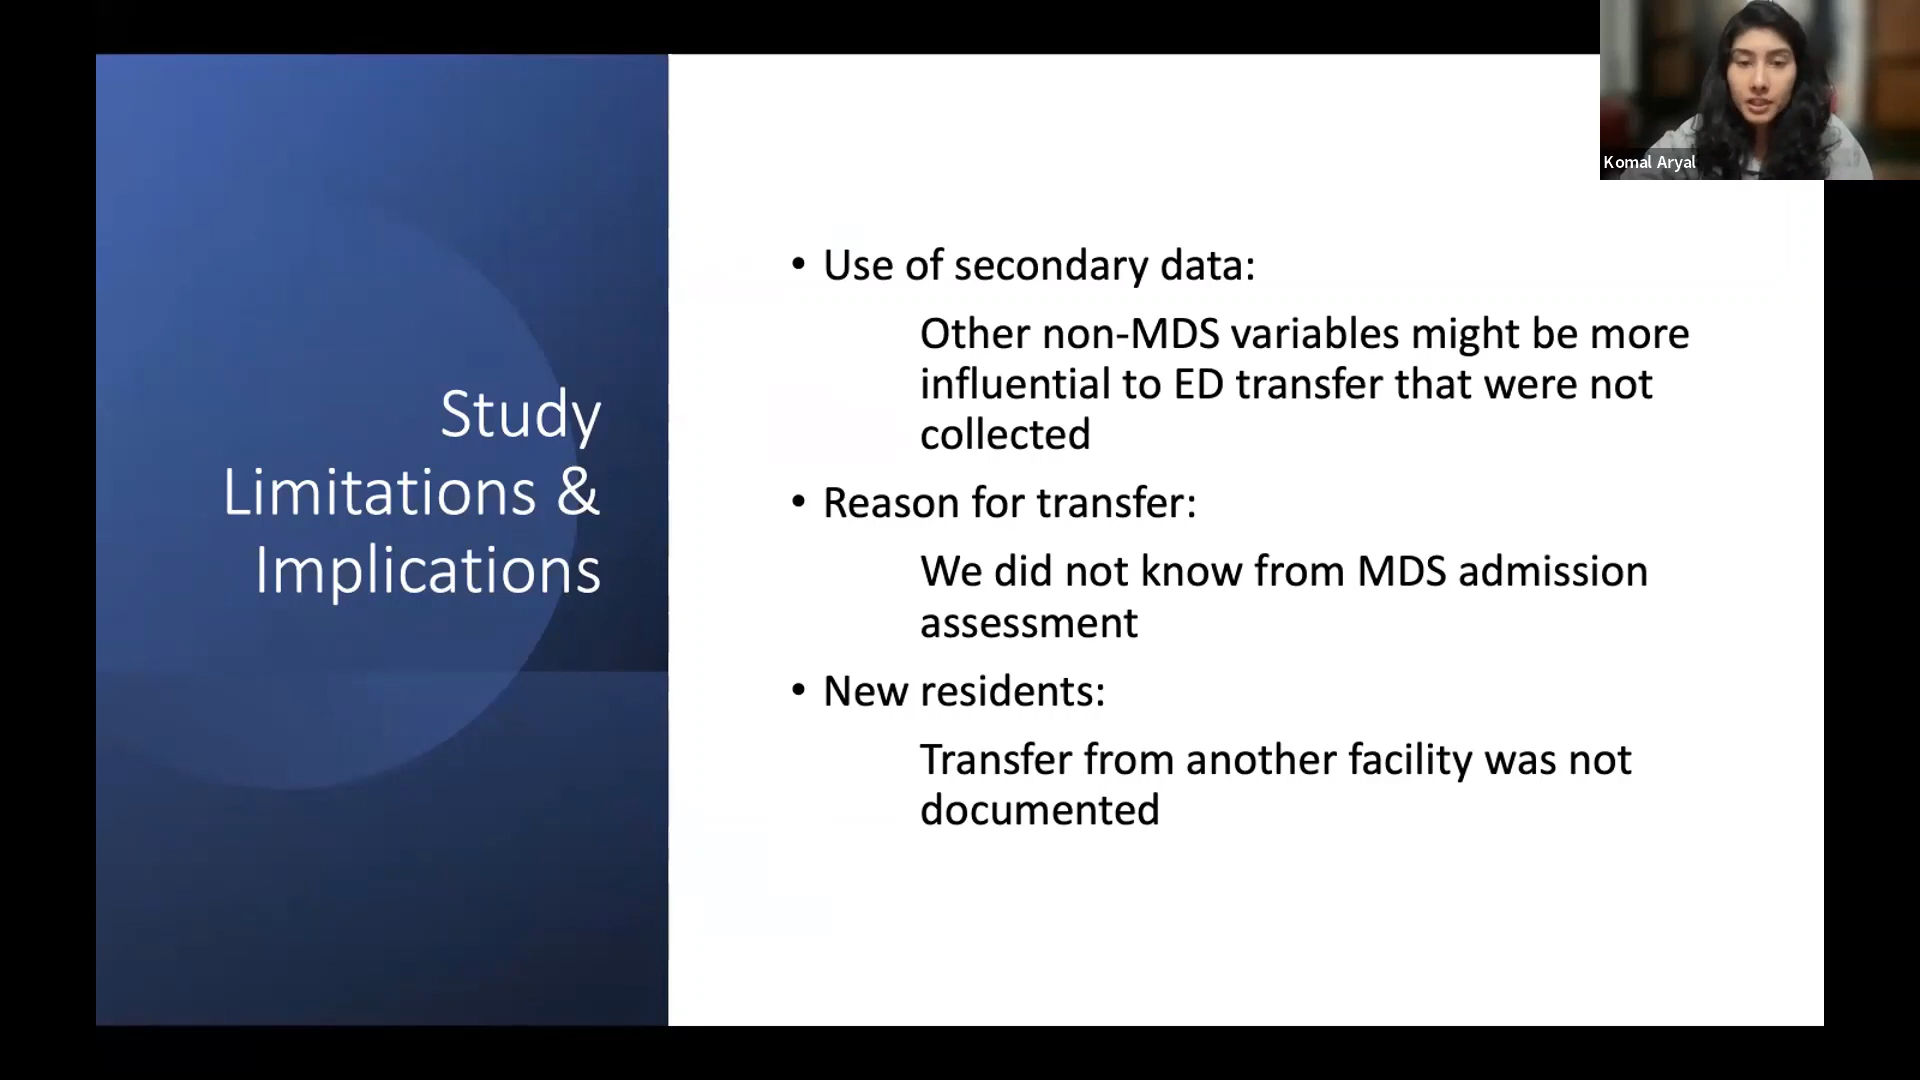 Komal Aryal
Study
Limitations &
Implications
• Use of secondary data:
Other non-MDS variables might be more
influential to ED transfer that were not
collected
• Reason for transfer:
We did not know from MDS admission
assessment
• New residents:
Transfer from another facility was not
documented